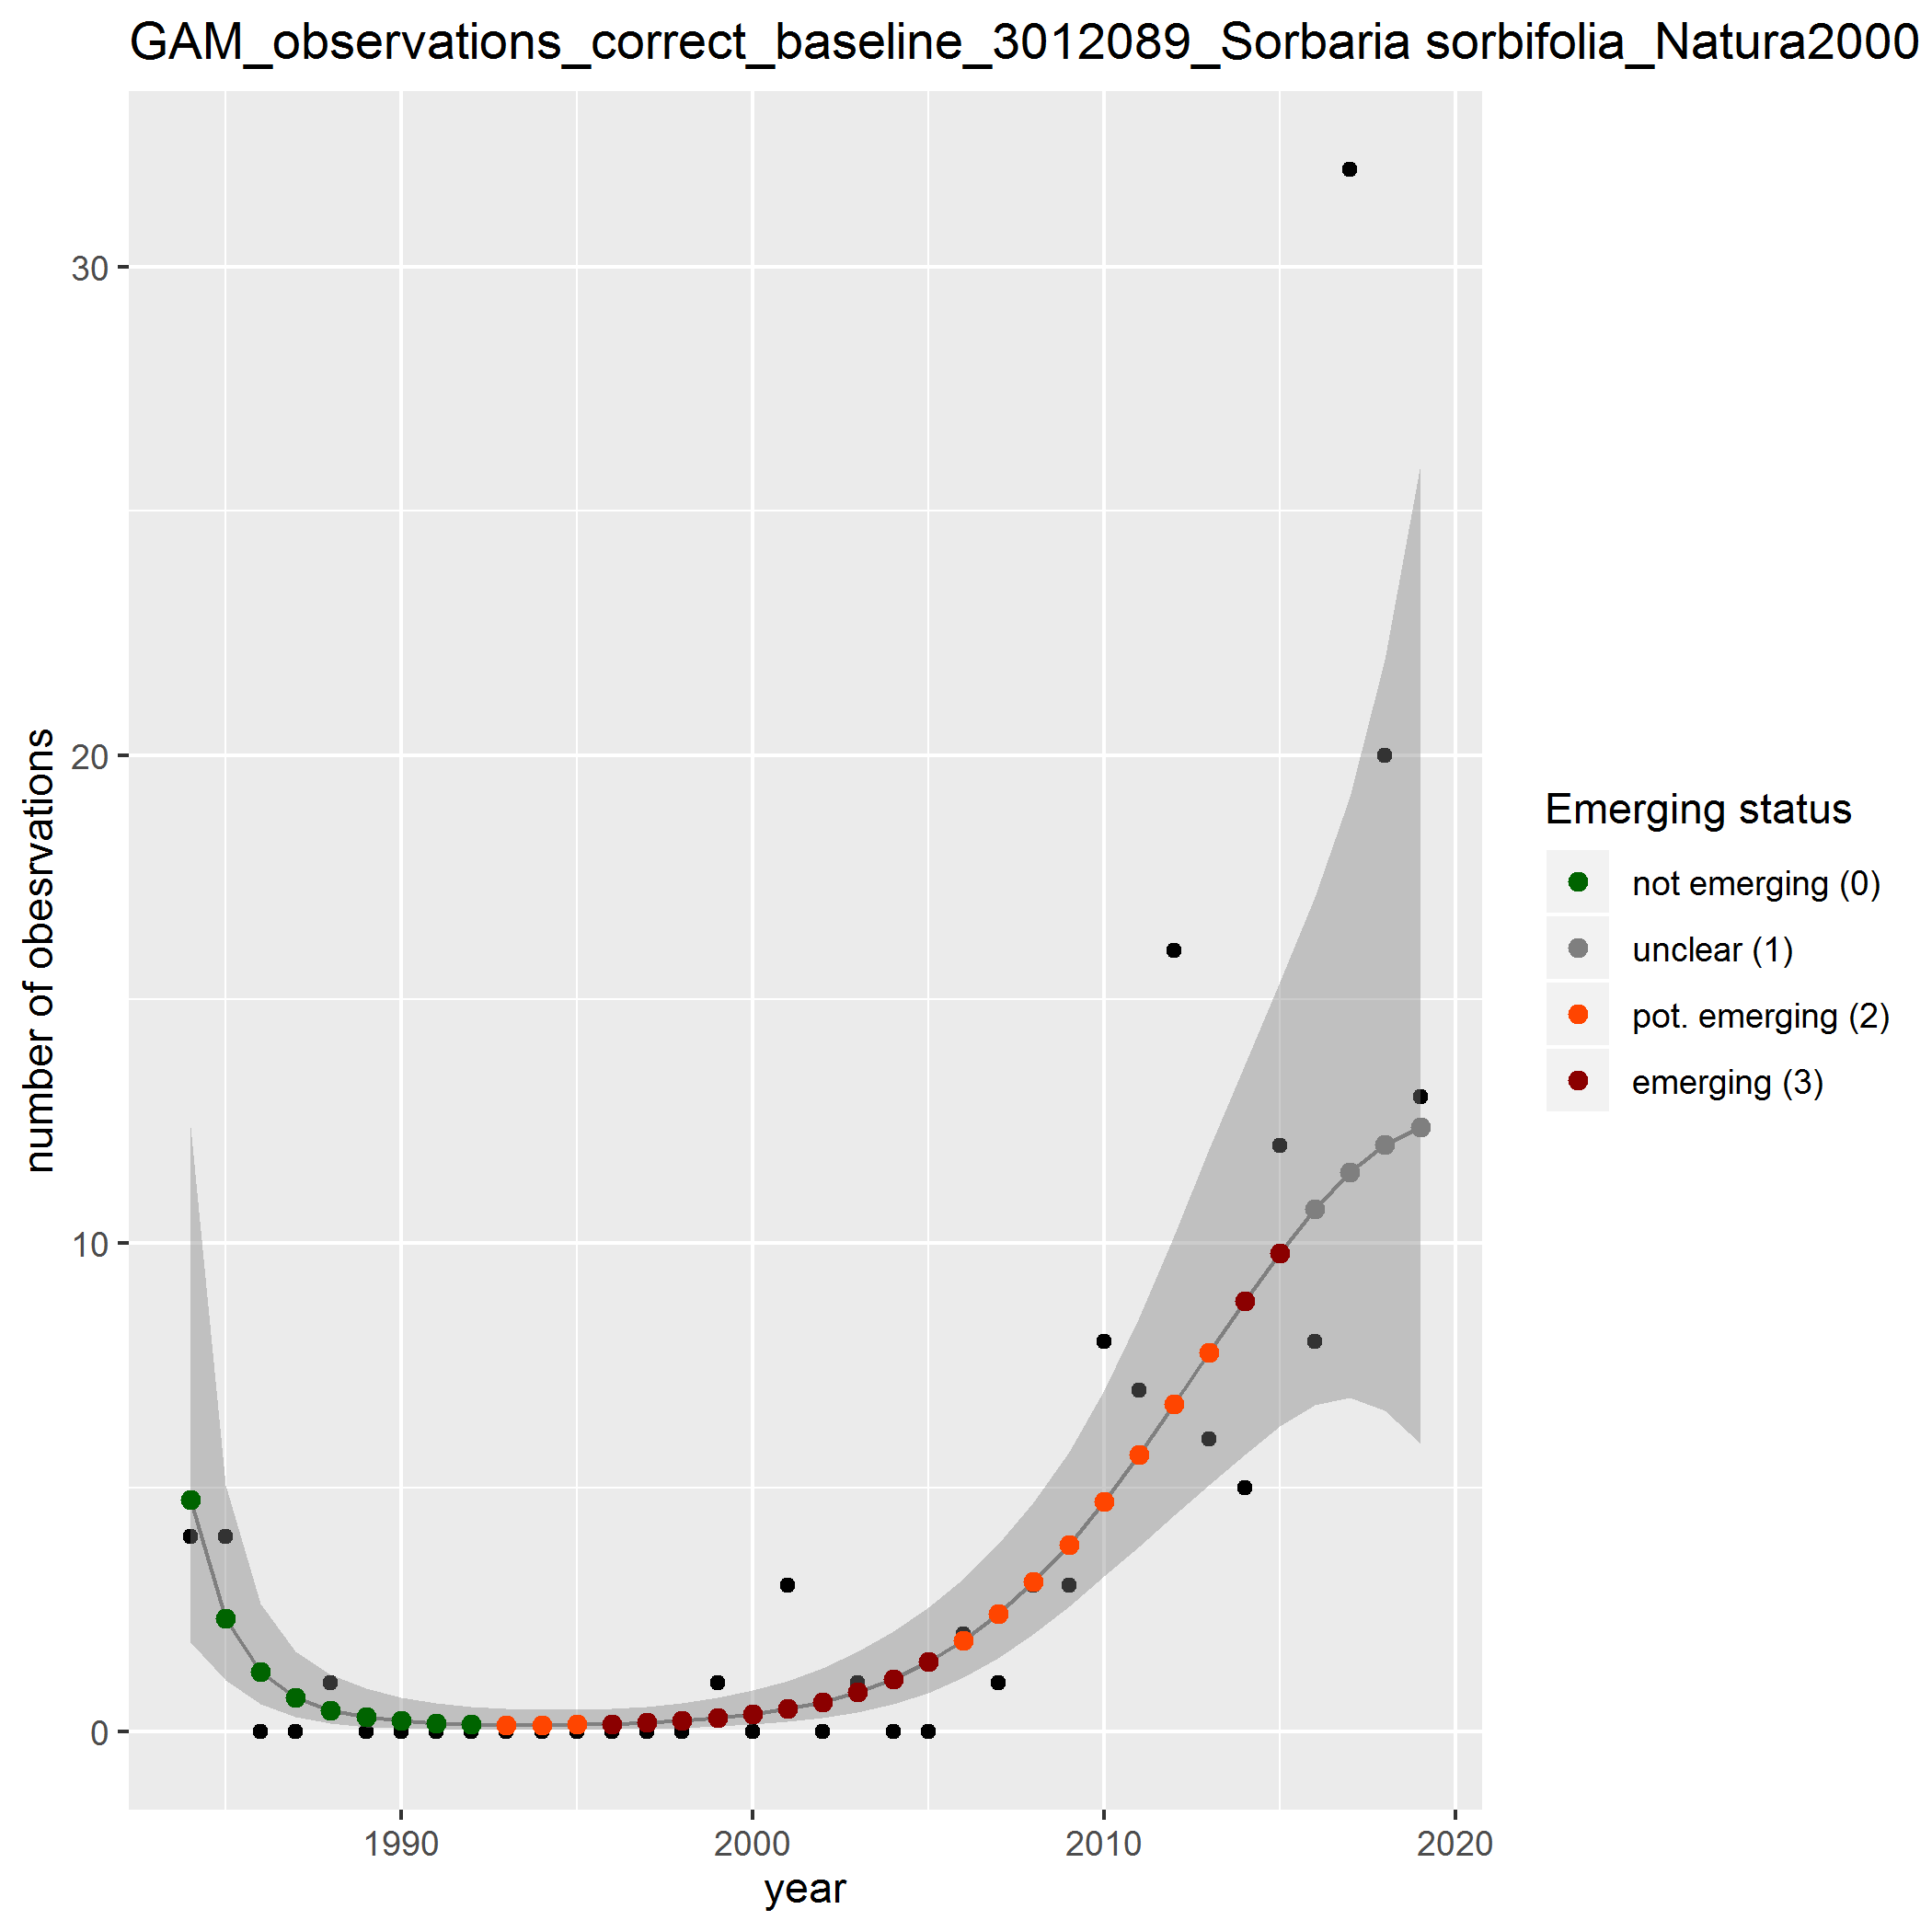 GAM_observations_correct_baseline_3012089_Sorbaria sorbifolia_Natura2000
number of obesrvations
30
20
10
0
1990 2000 2010 2020
year
Emerging status
not emerging (0)
unclear (1)
pot. emerging (2)
emerging (3)